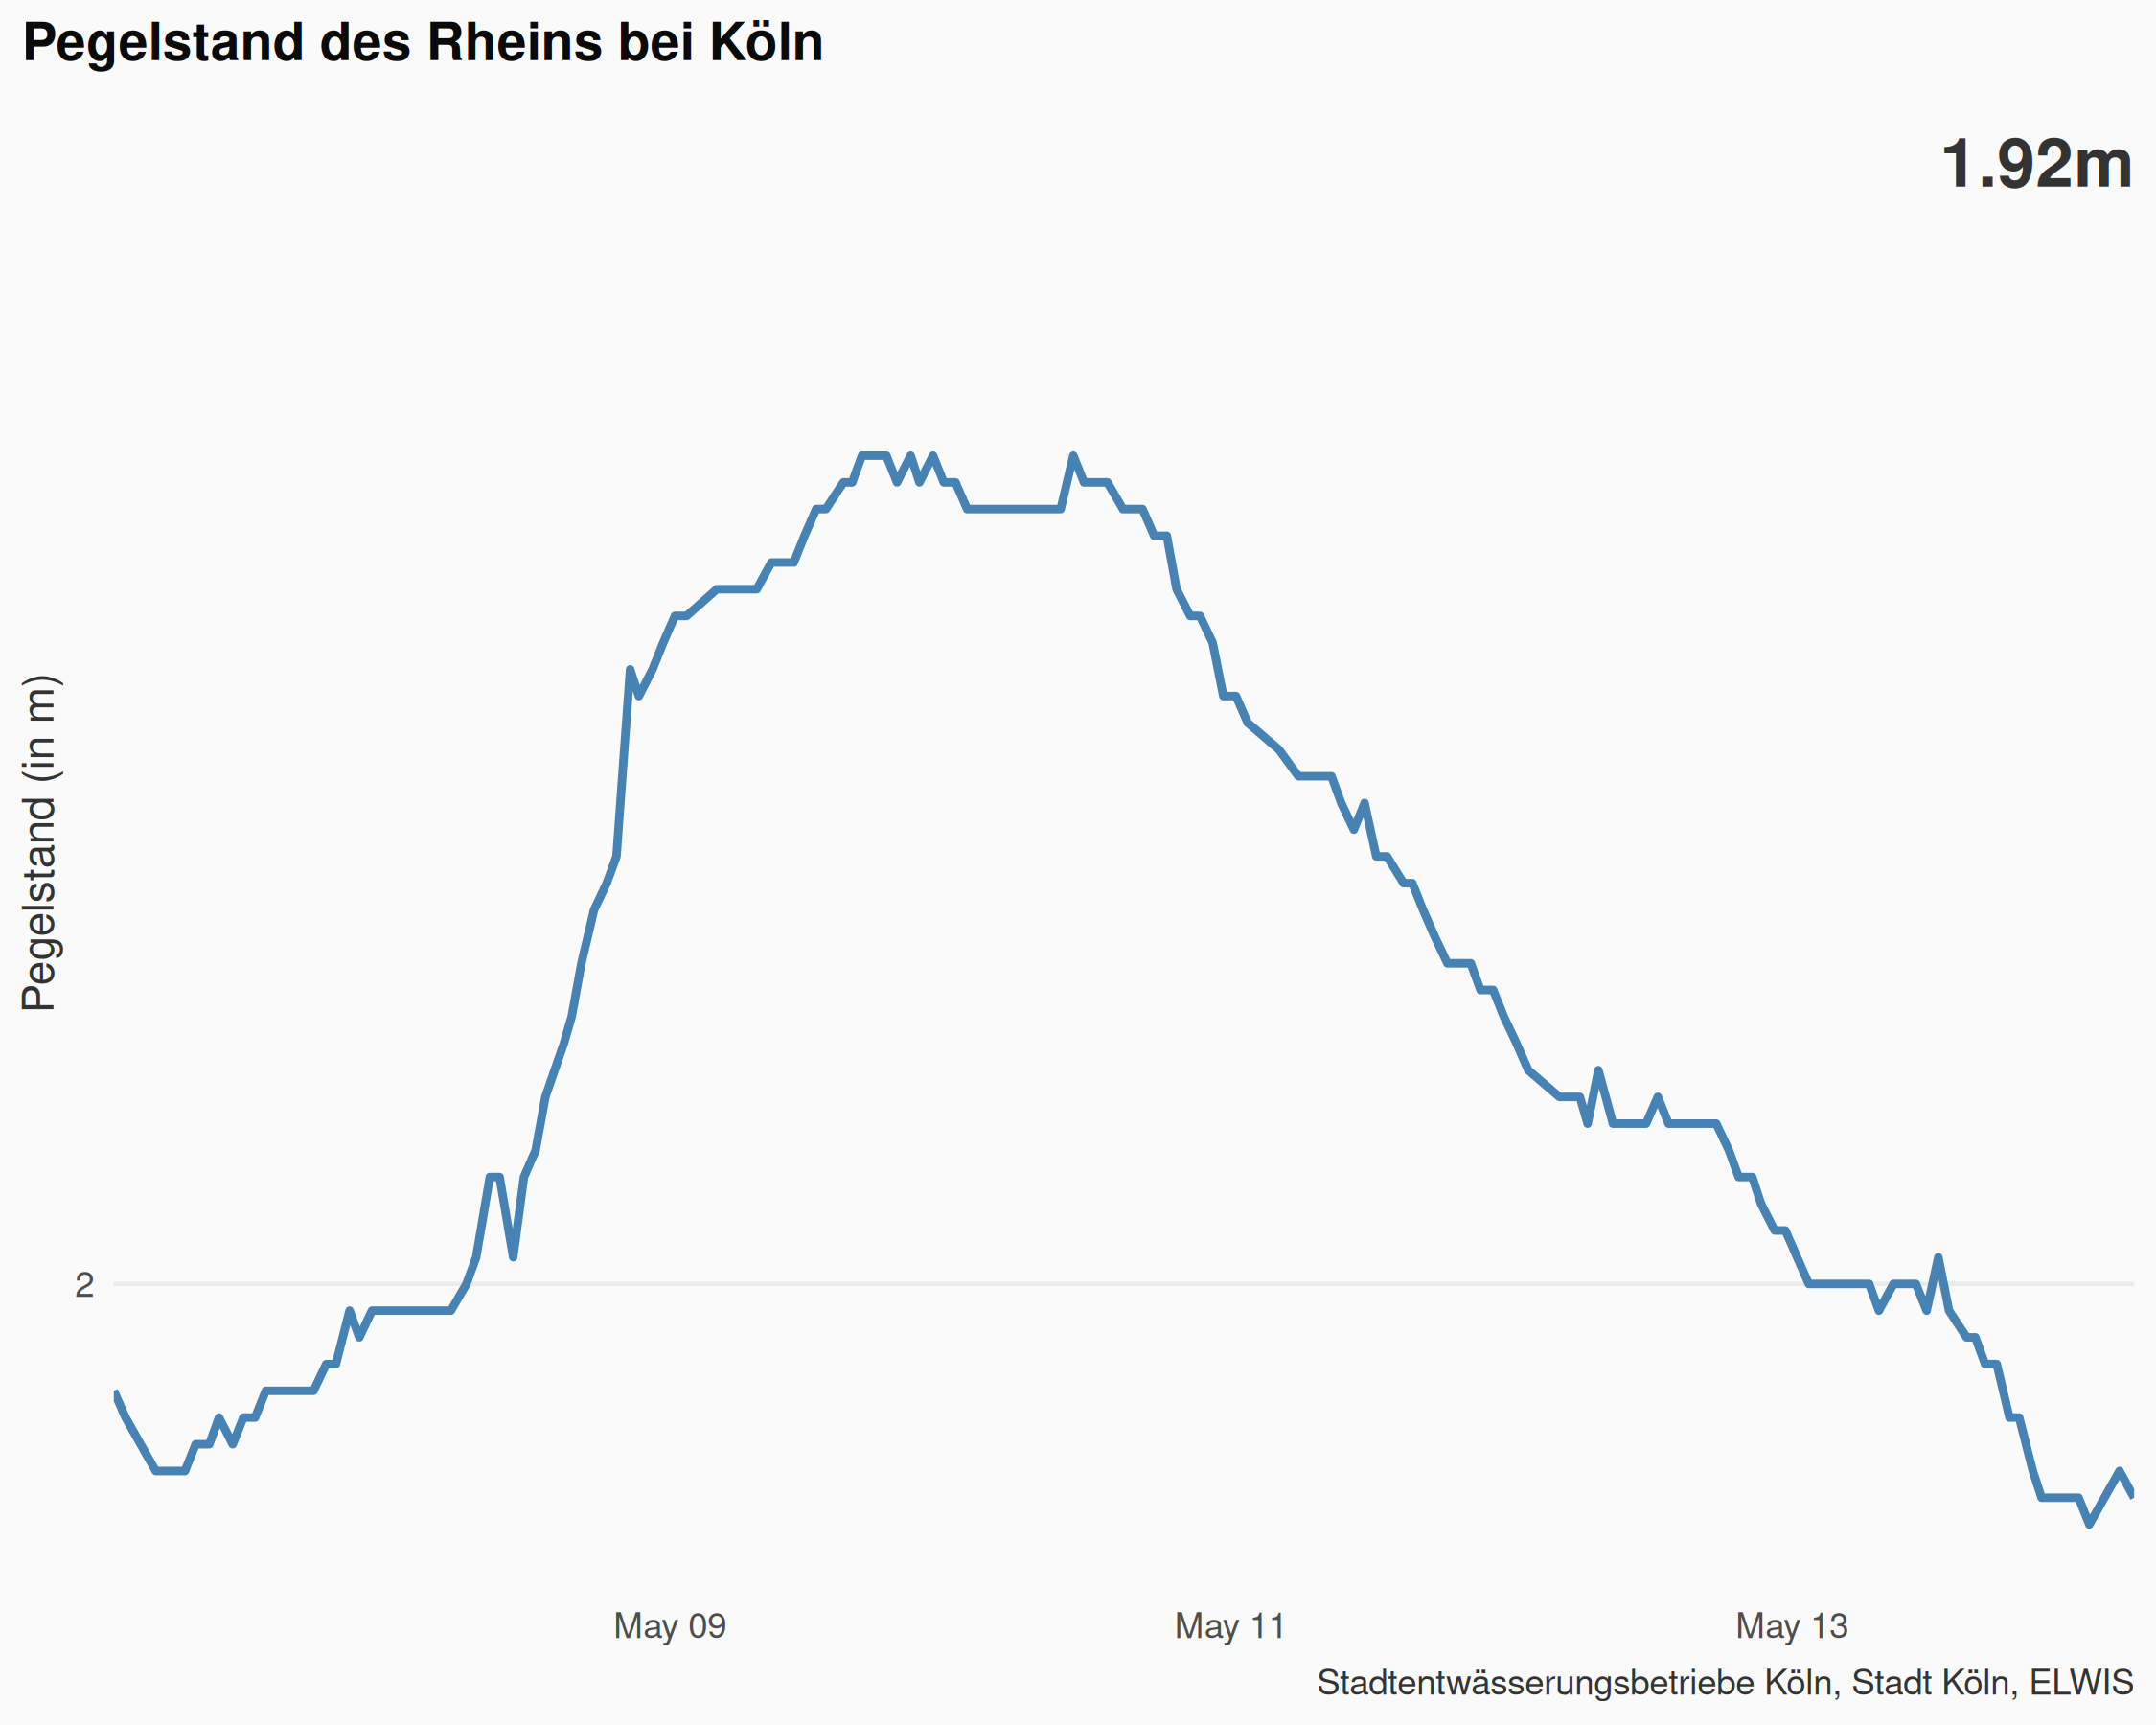 Pegelstand des Rheins bei Köln
1.92m
Pegelstand (in m)
2
May 09
May 11
May 13
Stadtentwässerungsbetriebe Köln, Stadt Köln, ELWIS